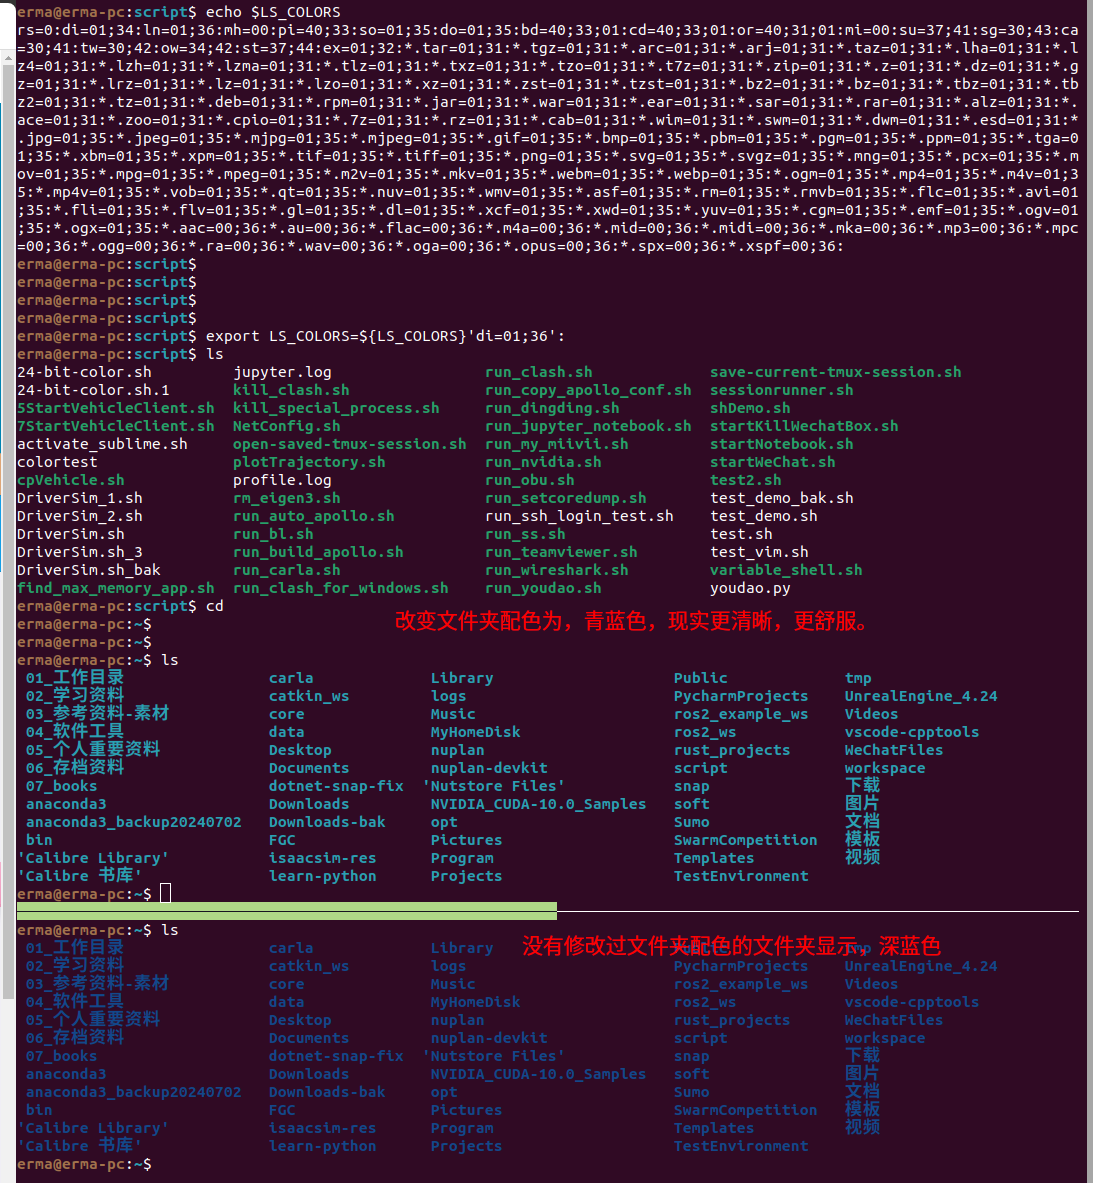 erma@erma-pc:script$ echo $LS_COLORS
rs=0:di=01;34:ln=01;36:mh=00:pi=40;33:so=01;35:do=01;35:bd=40;33;01:cd=40;33;01:or=40;31;01:mi=00:su=37;41:sg=30;43:ca
=30;41:tw=30;42:ow=34;42:st=37;44:ex=01;32:*.tar=01;31:*.tgz=01;31:*.arc=01;31:*.arj=01;31:*.taz=01;31:*.lha=01;31:*.l
z4=01;31:*.lzh=01;31:*.lzma=01;31:*.tlz=01;31:*.txz=01;31:*.tzo=01;31:*.t7z=01;31:*.zip=01;31:*.z=01;31:*.dz=01;31:*.g
z=01;31:*.lrz=01;31:*.lz=01;31:*.lzo=01;31:*.xz=01;31:*.zst=01;31:*.tzst=01;31:*.bz2=01;31:*.bz=01;31:*.tbz=01;31:*.tb
z2=01;31:*.tz=01;31:*.deb=01;31:*.rpm=01;31:*.jar=01;31:*.war=01;31:*.ear=01;31:*.sar=01;31:*.rar=01;31:*.alz=01;31:*.
ace=01;31:*.zoo=01;31:*.cpio=01;31:*.7z=01;31:*.rz=01;31:*.cab=01;31:*.wim=01;31:*.swm=01;31:*.dwm=01;31:*.esd=01;31:*
.jpg=01;35:*.jpeg=01;35:*.mjpg=01;35:*.mjpeg=01;35:*.gif=01;35:*.bmp=01;35:*.pbm=01;35:*.pgm=01;35:*.ppm=01;35:*.tga=0
1;35:*.xbm=01;35:*.xpm=01;35:*.tif=01;35:*.tiff=01;35:*.png=01;35:*.svg=01;35:*.svgz=01;35:*.mng=01;35:*.pcx=01;35:*.m
ov=01;35:*.mpg=01;35:*.mpeg=01;35:*.m2v=01;35:*.mkv=01;35:*.webm=01;35:*.webp=01;35:*.ogm=01;35:*.mp4=01;35:*.m4v=01;3
5:*.mp4v=01;35:*.vob=01;35:*.qt=01;35:*.nuv=01;35:*.wmv=01;35:*.asf=01;35:*.rm=01;35:*.rmvb=01;35:*.flc=01;35:*.avi=01
;35:*.fli=01;35:*.flv=01;35:*.gl=01;35:*.dl=01;35:*.xcf=01;35:*.xwd=01;35:*.yuv=01;35:*.cgm=01;35:*.emf=01;35:*.ogv=01
;35:*.ogx=01;35:*.aac=00;36:*.au=00;36:*.flac=00;36:*.m4a=00;36:*.mid=00;36:*.midi=00;36:*.mka=00;36:*.mp3=00;36:*.mpc
=00;36:*.ogg=00;36:*.ra=00;36:*.wav=00;36:*.oga=00;36:*.opus=00;36:*.spx=00;36:*.xspf=00;36:
erma@erma-pc:script$
erma@erma-pc:script$
erma@erma-pc:script$
erma@erma-pc:script$
erma@erma-pc:script$ export LS_COLORS=${LS_COLORS}'di=01;36':
erma@erma-pc:script$ ls
24-bit-color.sh jupyter.log run_clash.sh save-current-tmux-session.sh
24-bit-color.sh.1 kill_clash.sh run_copy_apollo_conf.sh sessionrunner.sh
5StartVehicleClient.sh kill_special_process.sh run_dingding.sh shDemo.sh
7StartVehicleClient.sh NetConfig.sh run_jupyter_notebook.sh startKillWechatBox.sh
activate_sublime.sh open-saved-tmux-session.sh run_my_miivii.sh startNotebook.sh
colortest plotTrajectory.sh run_nvidia.sh startWeChat.sh
cpVehicle.sh profile.log run_obu.sh test2.sh
DriverSim_1.sh rm_eigen3.sh run_setcoredump.sh test_demo_bak.sh
DriverSim_2.sh run_auto_apollo.sh run_ssh_login_test.sh test_demo.sh
DriverSim.sh run_bl.sh run_ss.sh test.sh
DriverSim.sh_3 run_build_apollo.sh run_teamviewer.sh test_vim.sh
DriverSim.sh_bak run_carla.sh run_wireshark.sh variable_shell.sh
find_max_memory_app.sh run_clash_for_windows.sh run_youdao.sh youdao.py
erma@erma-pc:script$ cd
改变文件夹配色为，青蓝色，现实更清晰，更舒服。
erma@erma-pc:~$
erma@erma-pc:~$
erma@erma-pc:~$ ls
01_工作目录 carla Library Public tmp
02_学习资料 catkin_ws logs PycharmProjects UnrealEngine_4.24
03_参考资料-素材 core Music ros2_example_ws Videos
04_软件工具 data MyHomeDisk ros2_ws vscode-cpptools
05_个人重要资料 Desktop nuplan rust_projects WeChatFiles
06_存档资料 Documents nuplan-devkit script workspace
07_books dotnet-snap-fix 'Nutstore Files' snap 下载
anaconda3 Downloads NVIDIA_CUDA-10.0_Samples soft 图片
anaconda3_backup20240702 Downloads-bak opt Sumo 文档
bin FGC Pictures SwarmCompetition 模板
'Calibre Library' isaacsim-res Program Templates 视频
'Calibre 书库' learn-python Projects TestEnvironment
erma@erma-pc:~$
erma@erma-pc:~$ ls
没有修改过文件夹配色的文件夹显示，深蓝色
01_工作目录 carla Library tmp
02_学习资料 catkin_ws logs PycharmProjects UnrealEngine_4.24
03_参考资料-素材 core Music ros2_example_ws Videos
04_软件工具 data MyHomeDisk ros2_ws vscode-cpptools
05_个人重要资料 Desktop nuplan rust_projects WeChatFiles
06_存档资料 Documents nuplan-devkit script workspace
07_books dotnet-snap-fix 'Nutstore Files' snap 下载
anaconda3 Downloads NVIDIA_CUDA-10.0_Samples soft 图片
anaconda3_backup20240702 Downloads-bak opt Sumo 文档
bin FGC Pictures SwarmCompetition 模板
'Calibre Library' isaacsim-res Program Templates 视频
'Calibre 书库' learn-python Projects TestEnvironment
erma@erma-pc:~$